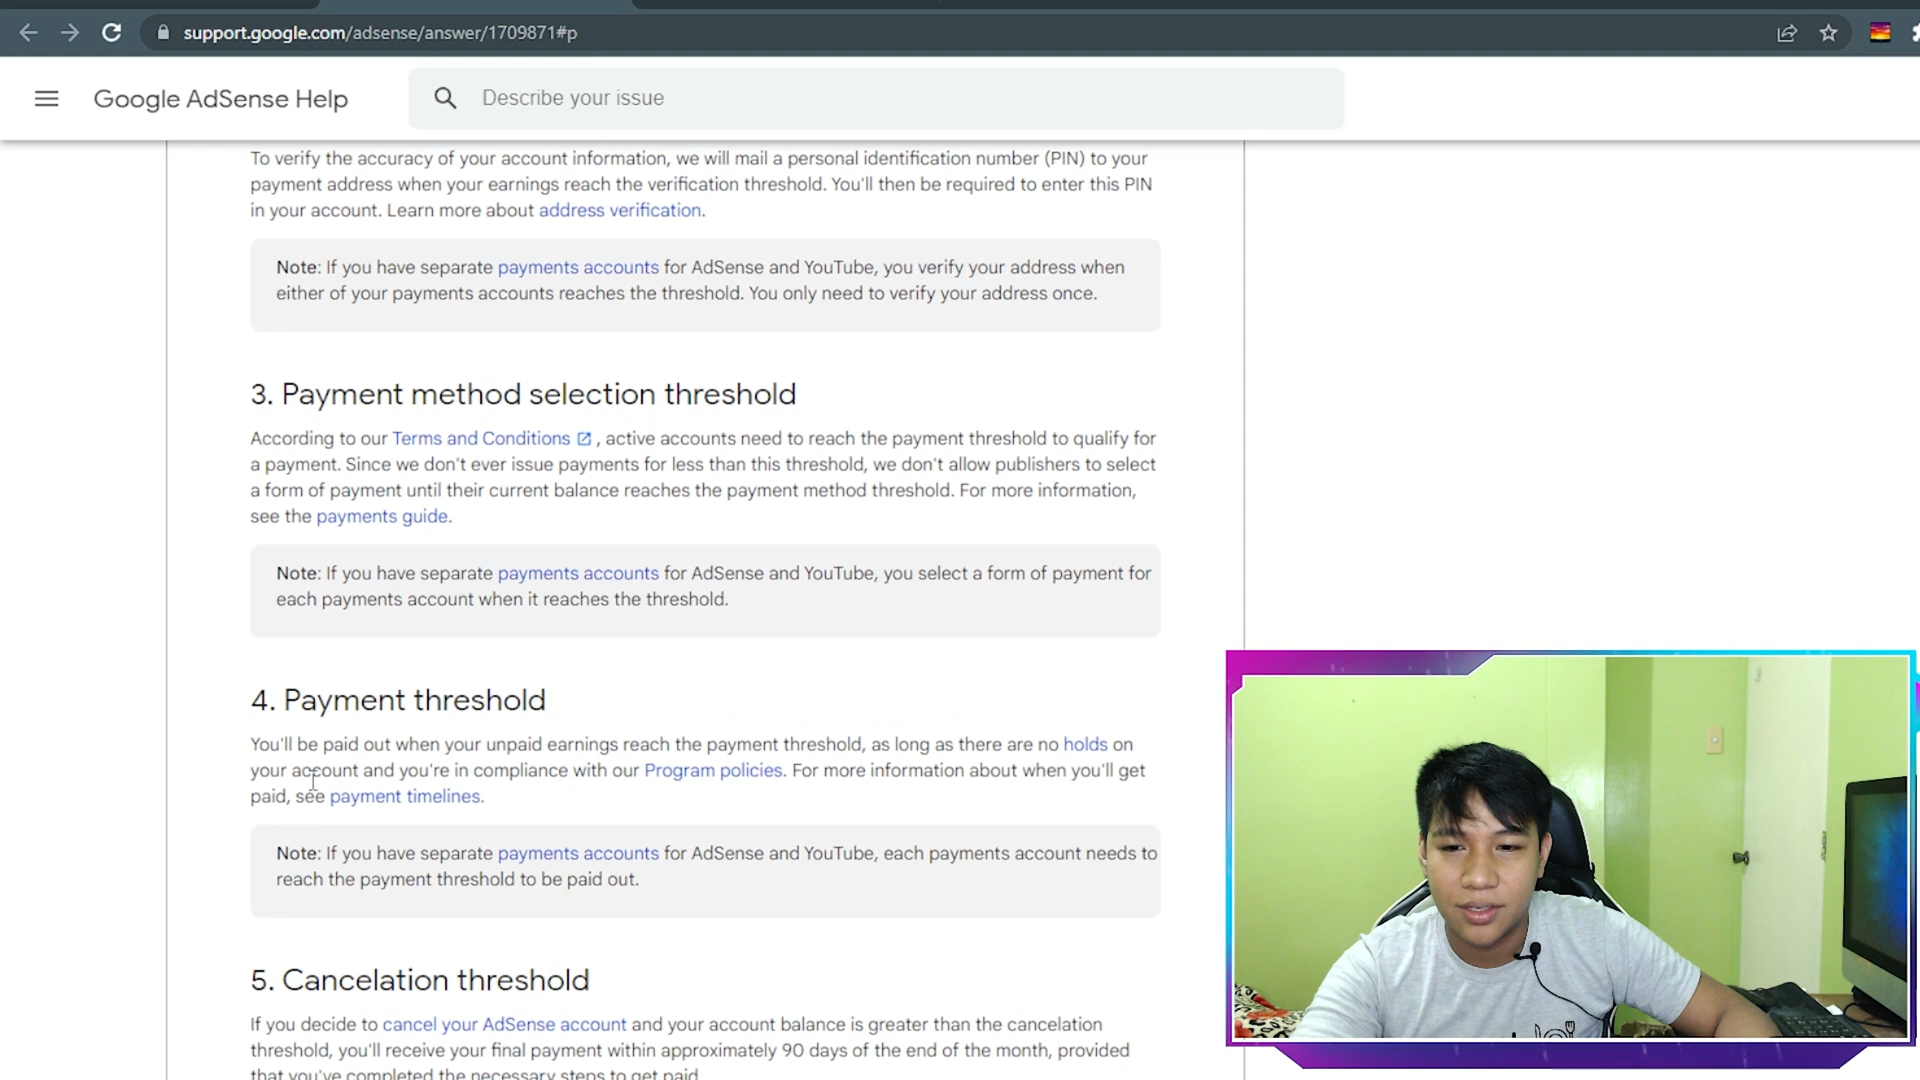 support.google.com/adsense/answer/1709871#p
Google AdSense Help
Describe your issue
To verify the accuracy of your account information, we will mail a personal identification number (PIN) to your
payment address when your earnings reach the verification threshold. You'll then be required to enter this PIN
in your account. Learn more about address verification.
Note: If you have separate payments accounts for AdSense and YouTube, you verify your address when
either of your payments accounts reaches the threshold. You only need to verify your address once.
3. Payment method selection threshold
According to our Terms and Conditions , active accounts need to reach the payment threshold to qualify for
a payment. Since we don't ever issue payments for less than this threshold, we don't allow publishers to select
a form of payment until their current balance reaches the payment method threshold. For more information,
see the payments guide.
Note: If you have separate payments accounts for AdSense and YouTube, you select a form of payment for
each payments account when it reaches the threshold.
4. Payment threshold
You'll be paid out when your unpaid earnings reach the payment threshold, as long as there are no holds on
your account and you're in compliance with our Program policies. For more information about when you'll get
paid, see payment timelines.
Note: If you have separate payments accounts for AdSense and YouTube, each payments account needs to
reach the payment threshold to be paid out.
5. Cancelation threshold
If you decide to cancel your AdSense account and your account balance is greater than the cancelation
threshold, you'll receive your final payment within approximately 90 days of the end of the month, provided
that you've completed the necessary steps to get paid